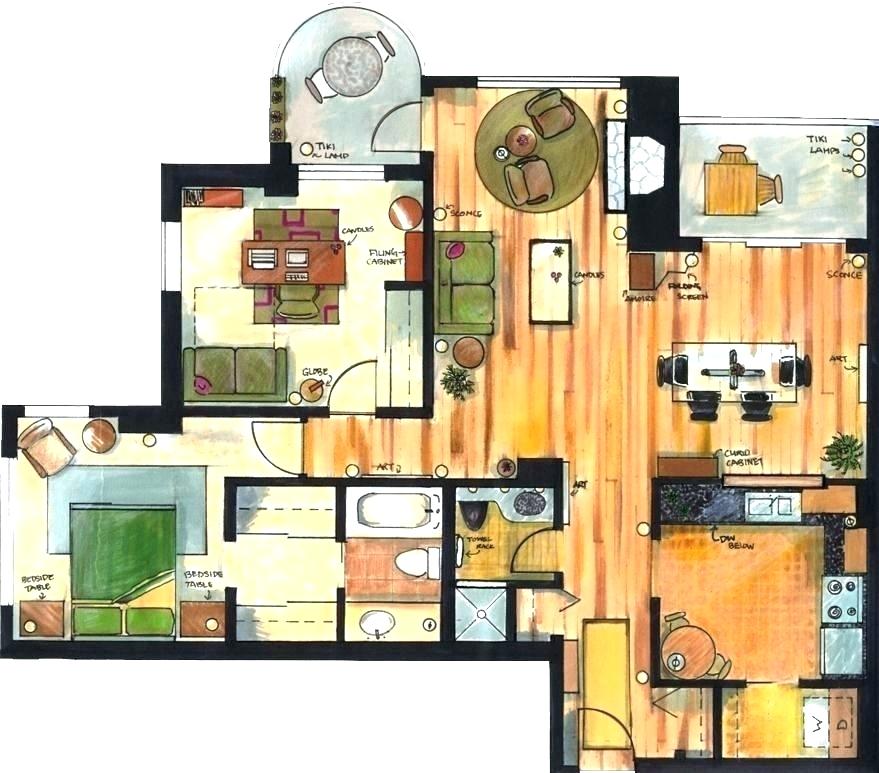 TIKI
LAMP
TIKI
LAMPS
SCONCE
CANDLES
FILING
CABINET
CANDLES
AMOIRE
FOLDING
SCREEN
SCONCE
ART
GLOBE
ART
CURIO
CABINET
ART
DW
BELOW
TOWEL
RACK
BEDSIDE
TABLE
BEDSIDE
TABLE
W
D